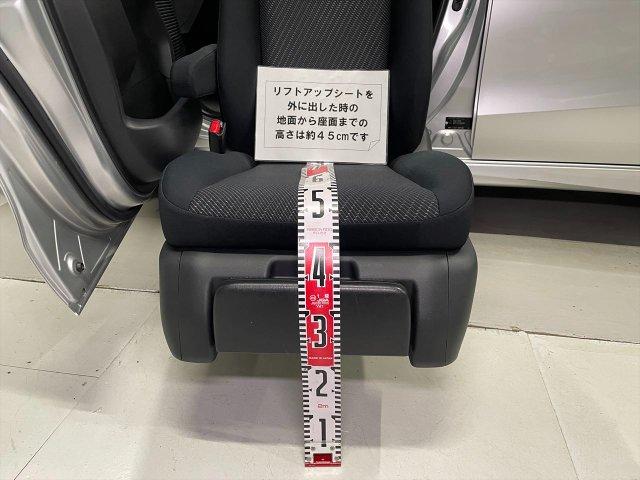 リフトアップシートを
外に出した時の
地面から座面までの
高さは約４５cmです
6
5
4
3
2
2m
1